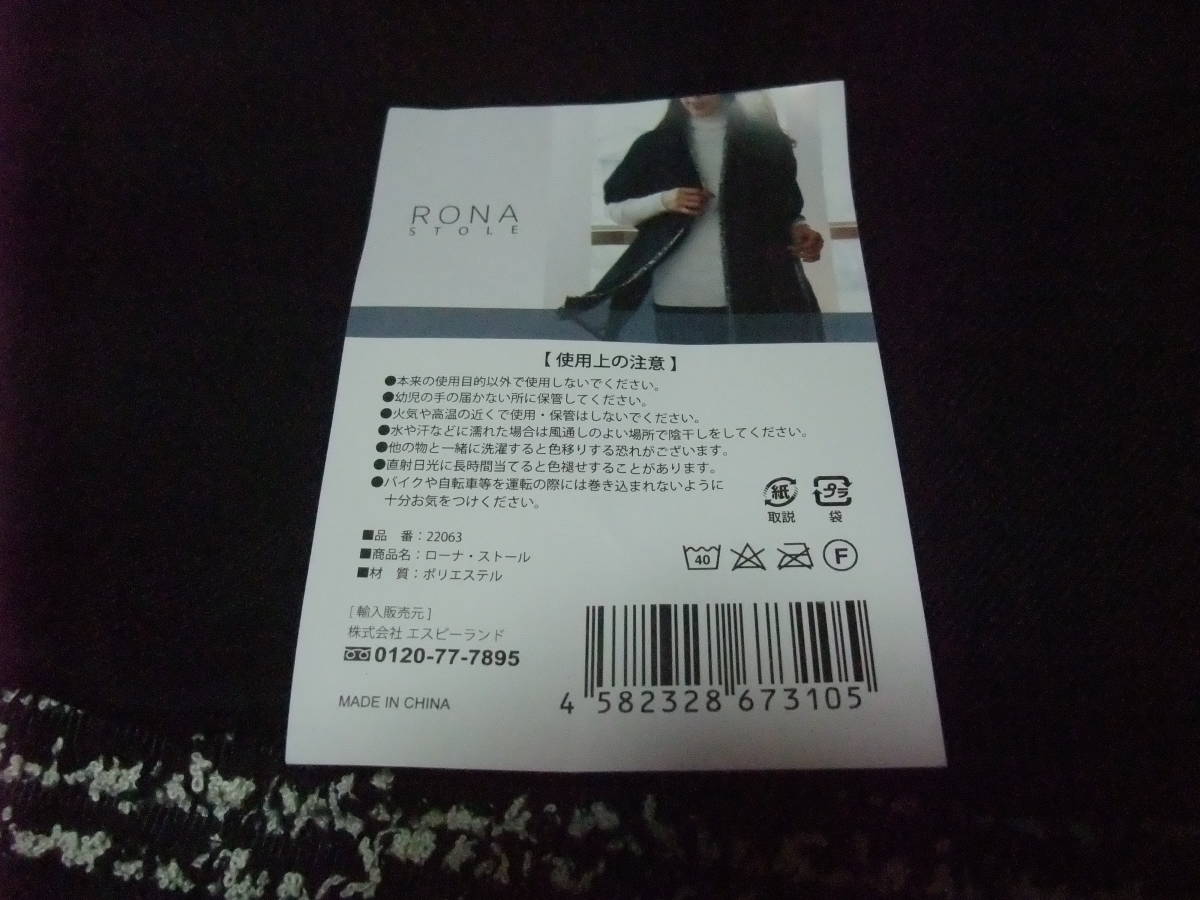 RONA
STOLE
【 使用上の注意 】
●本来の使用目的以外で使用しないでください。
●幼児の手の届かない所に保管してください。
●火気や高温の近くで使用・保管はしないでください。
●水や汗などに濡れた場合は風通しのよい場所で陰干しをしてください。
●他の物と一緒に洗濯すると色移りする恐れがございます。
●直射日光に長時間当てると色褪せすることがあります。
●バイクや自転車等を運転の際には巻き込まれないように
十分お気をつけください。
紙 プラ
取説 袋
■品 番：22063
■商品名：ローナ・ストール
■材 質：ポリエステル
40 F
[ 輸入販売元 ]
株式会社 エスピーランド
0120-77-7895
MADE IN CHINA
4 582328 673105